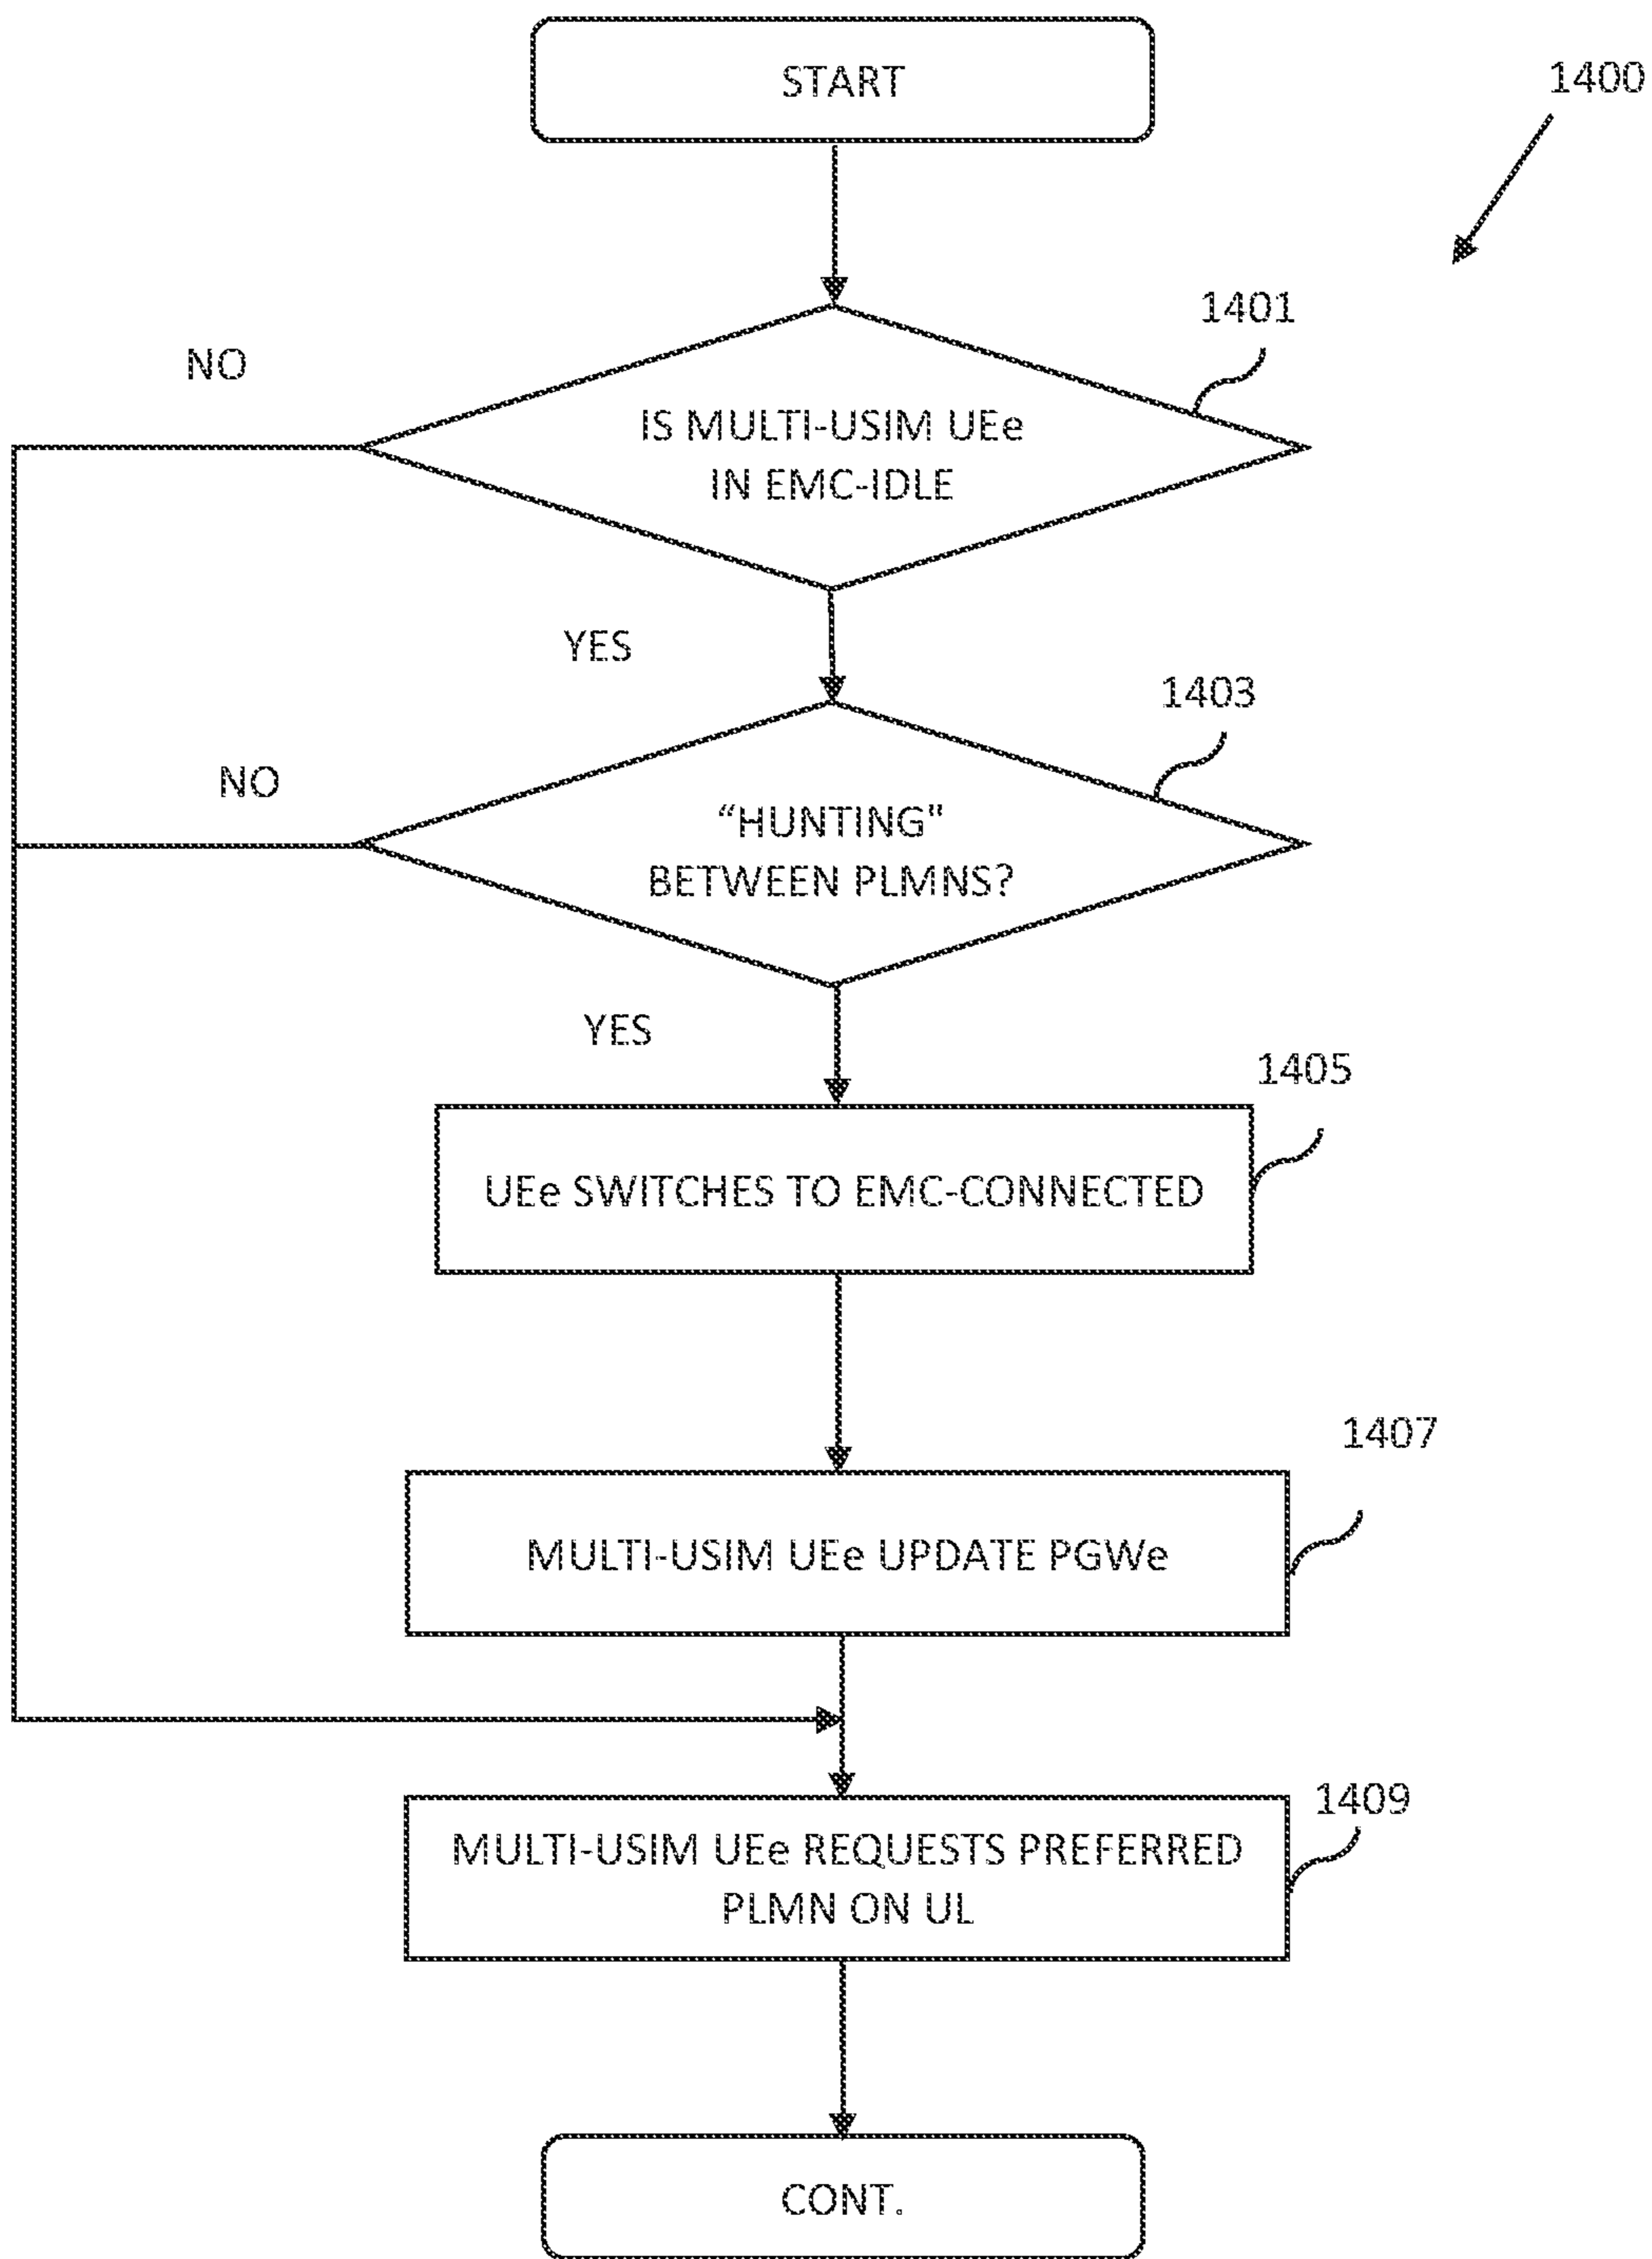 START
1400
1401
NO
IS MULTI-USIM UEe
IN EMC-IDLE
YES
1403
NO
“HUNTING"
BETWEEN PLMNS?
YES
1405
UEe SWITCHES TO EMC-CONNECTED
1407
MULTI-USIM UEe UPDATE PGWe
1409
MULTI-USIM UEe REQUESTS PREFERRED
PLMN ON UL
CONT.